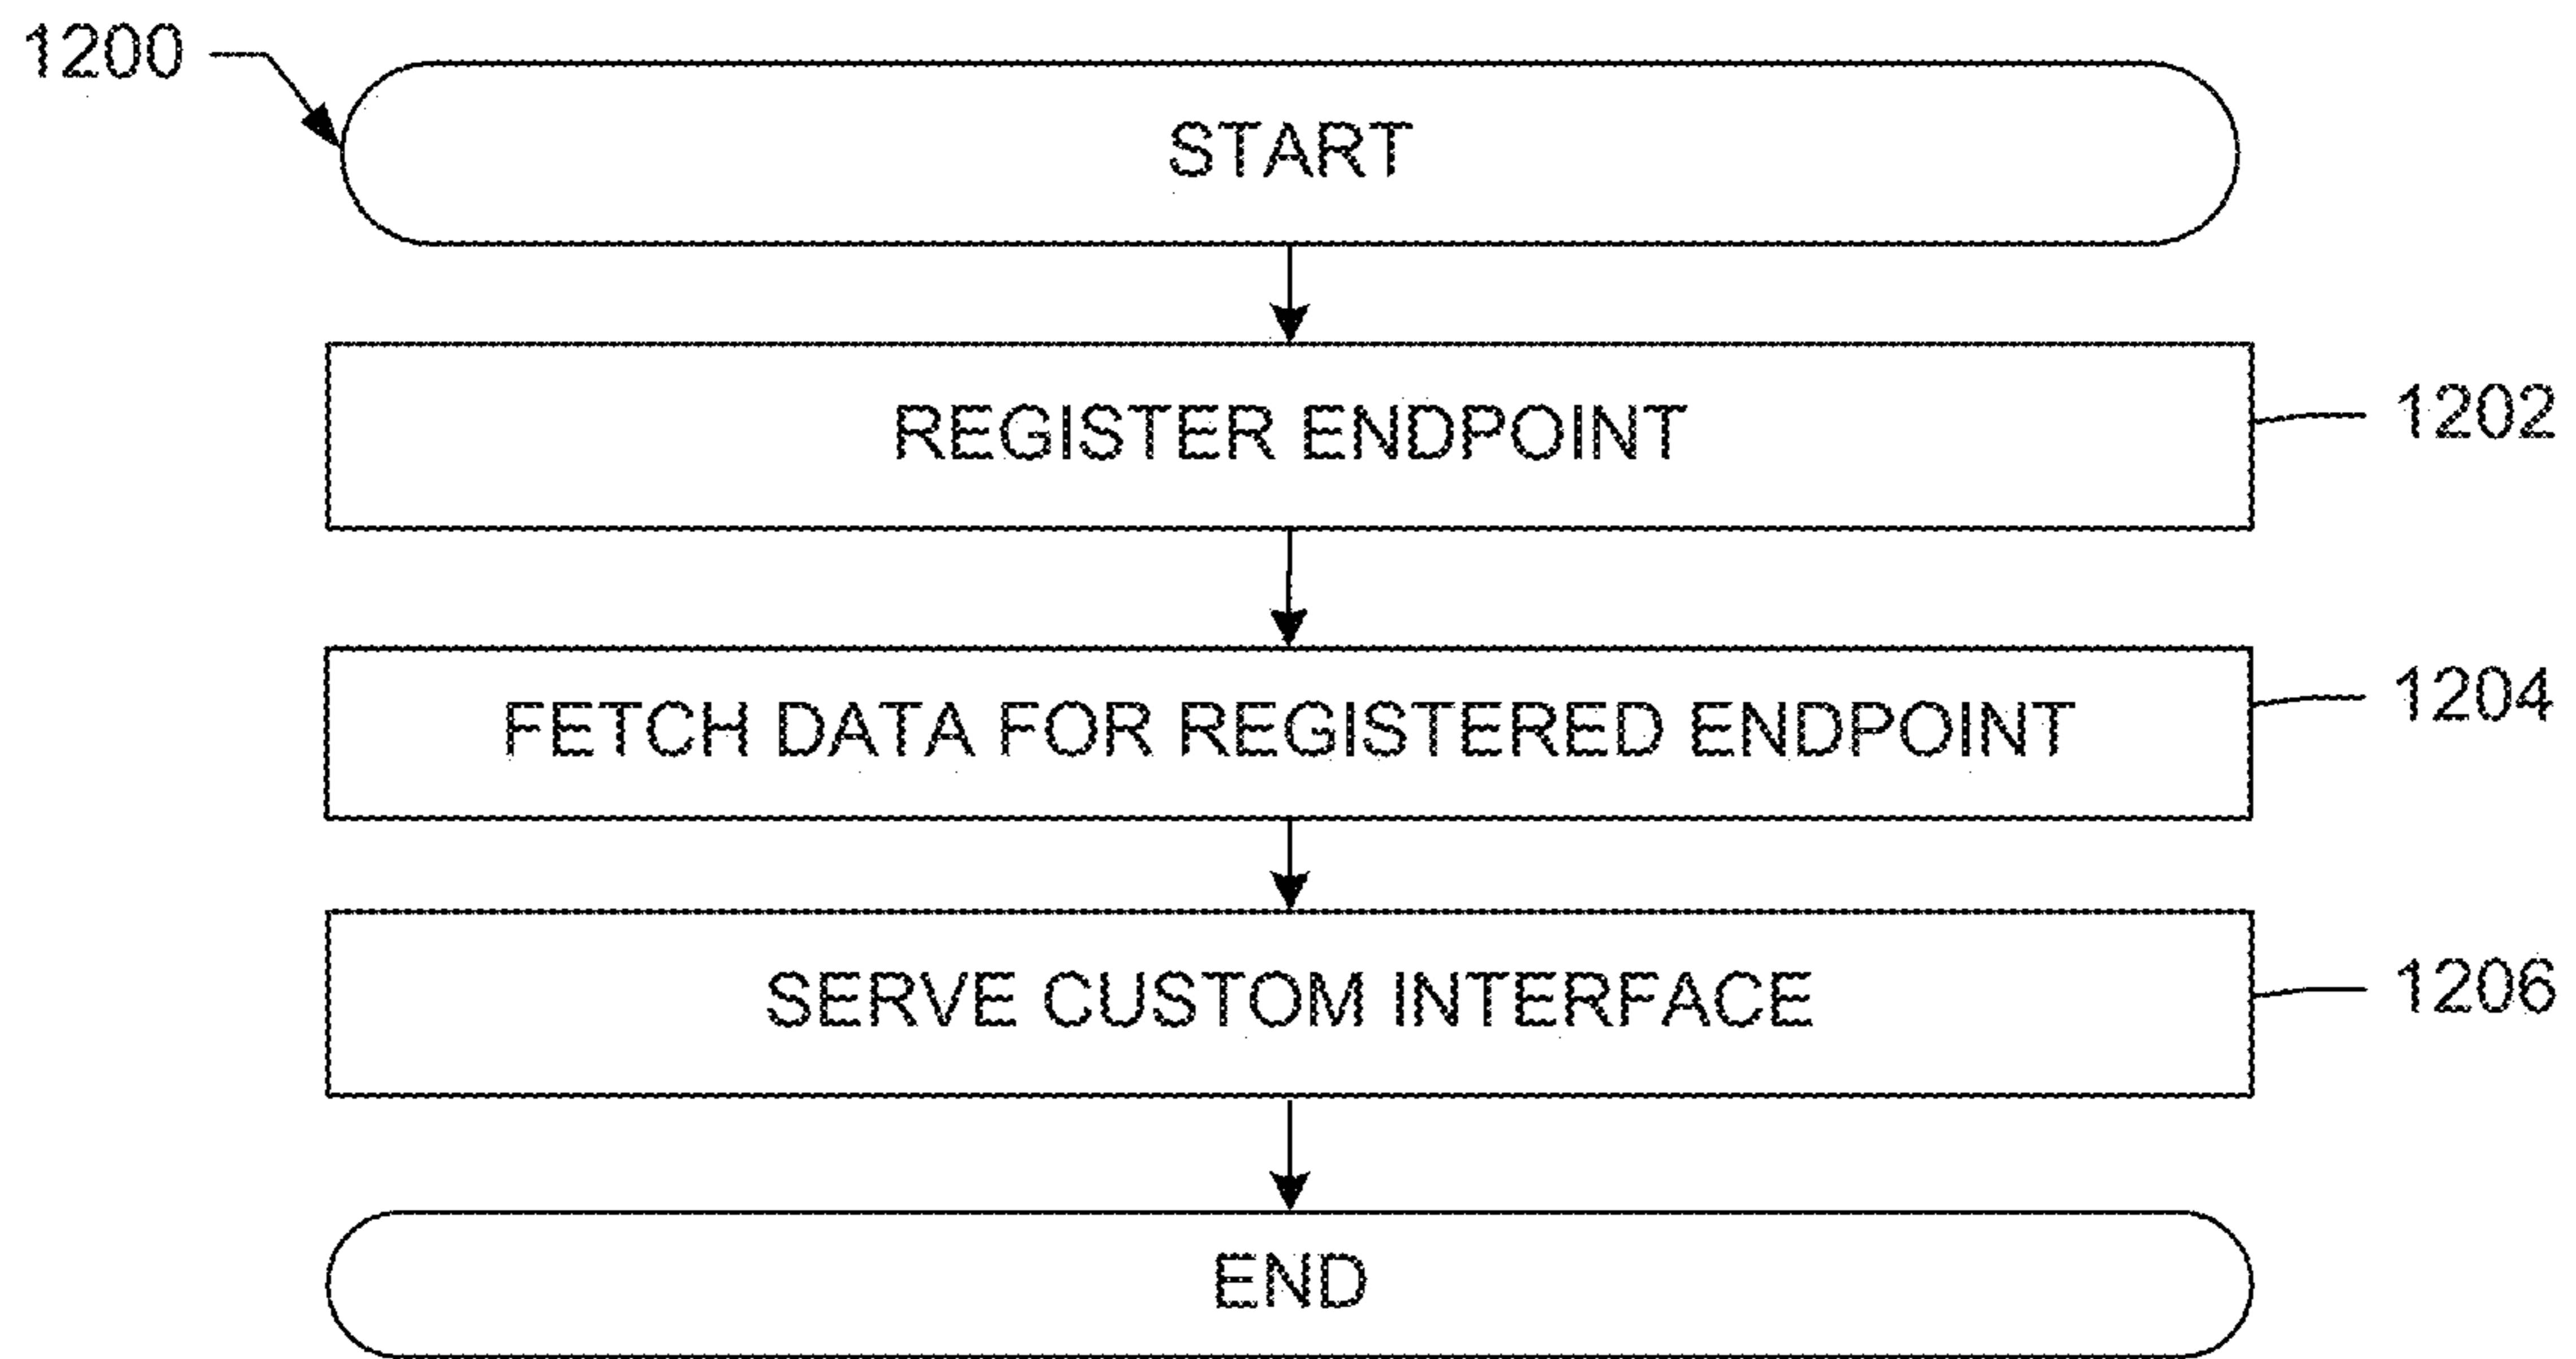 1200
START
REGISTER ENDPOINT
1202
FETCH DATA FOR REGISTERED ENDPOINT
1204
SERVE CUSTOM INTERFACE
1206
END